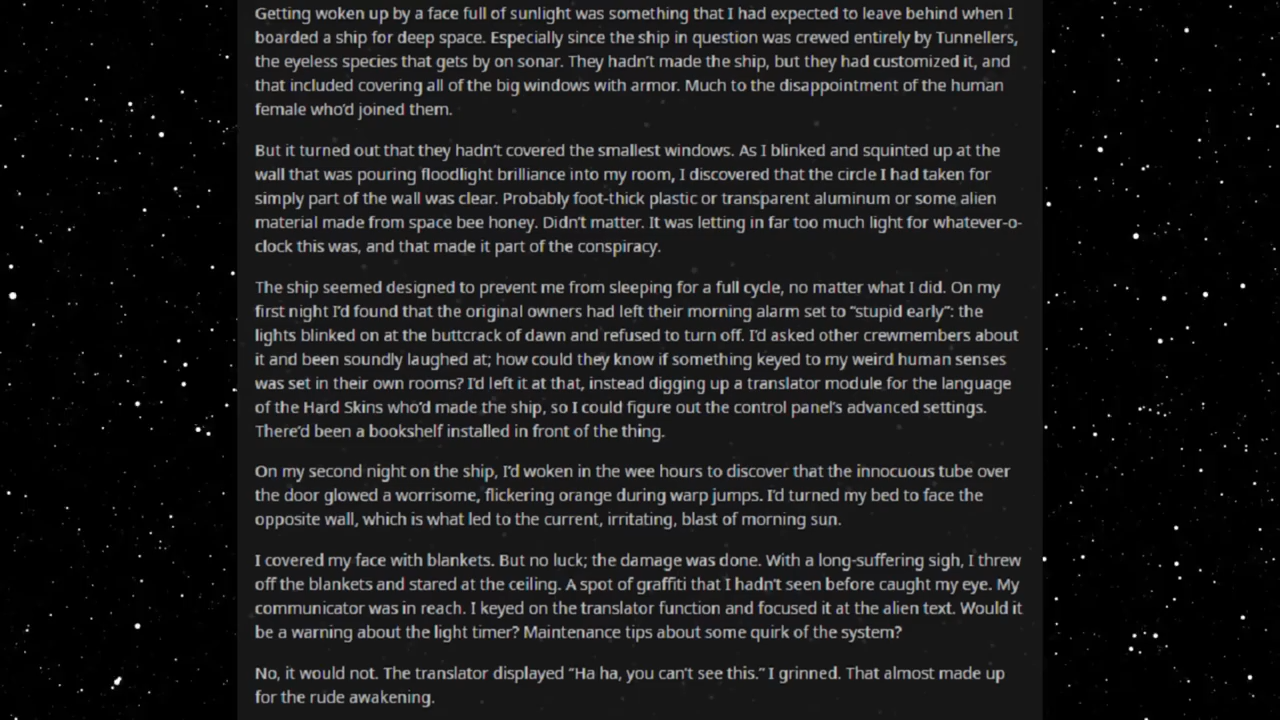 Getting woken up by a face full of sunlight was something that I had expected to leave behind when I
boarded a ship for deep space. Especially since the ship in question was crewed entirely by Tunnellers,
the eyeless species that gets by on sonar. They hadn't made the ship, but they had customized it, and
that included covering all of the big windows with armor. Much to the disappointment of the human
female who'd joined them.
But it turned out that they hadn't covered the smallest windows. As I blinked and squinted up at the
wall that was pouring floodlight brilliance into my room, I discovered that the circle I had taken for
simply part of the wall was clear. Probably foot-thick plastic or transparent aluminum or some alien
material made from space bee honey. Didn't matter. It was letting in far too much light for whatever-o-
clock this was, and that made it part of the conspiracy.
The ship seemed designed to prevent me from sleeping for a full cycle, no matter what I did. On my
first night I'd found that the original owners had left their morning alarm set to “stupid early”: the
lights blinked on at the buttcrack of dawn and refused to turn off. I'd asked other crewmembers about
it and been soundly laughed at; how could they know if something keyed to my weird human senses
was set in their own rooms? I'd left it at that, instead digging up a translator module for the language
of the Hard Skins who'd made the ship, so I could figure out the control panel's advanced settings.
There'd been a bookshelf installed in front of the thing.
On my second night on the ship, I'd woken in the wee hours to discover that the innocuous tube over
the door glowed a worrisome, flickering orange during warp jumps. I'd turned my bed to face the
opposite wall, which is what led to the current, irritating, blast of morning sun.
I covered my face with blankets. But no luck; the damage was done. With a long-suffering sigh, I threw
off the blankets and stared at the ceiling. A spot of graffiti that I hadn't seen before caught my eye. My
communicator was in reach. I keyed on the translator function and focused it at the alien text. Would it
be a warning about the light timer? Maintenance tips about some quirk of the system?
No, it would not. The translator displayed “Ha ha, you can't see this.” I grinned. That almost made up
for the rude awakening.